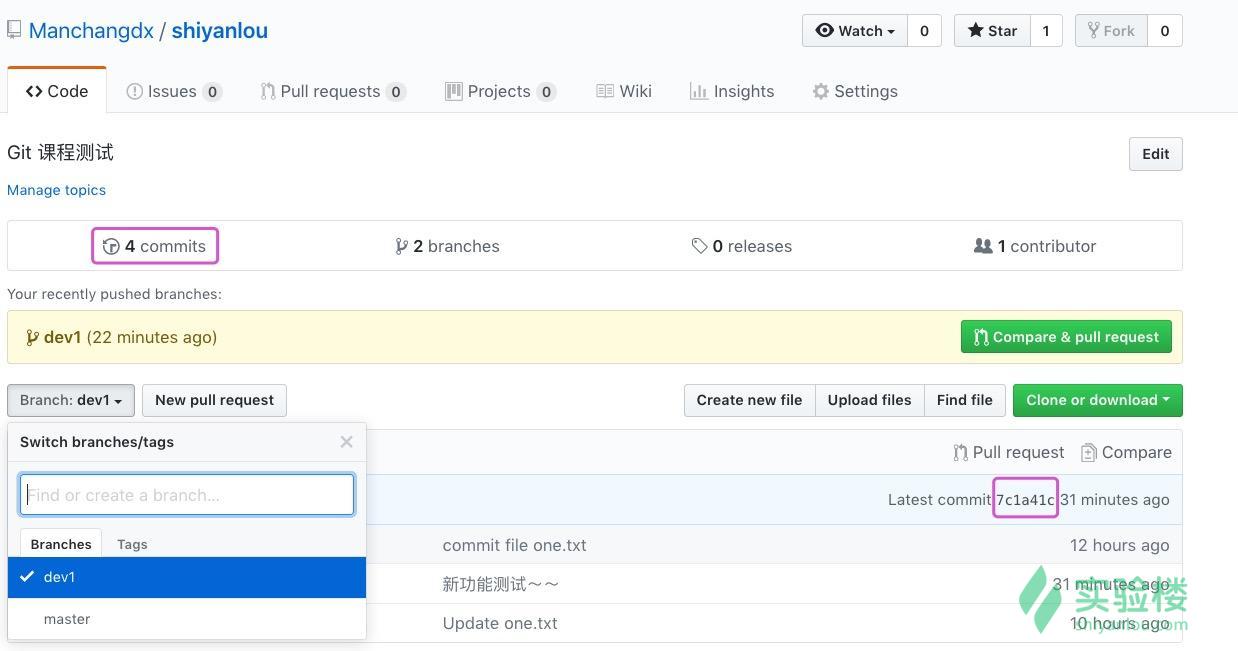 Manchangdx / shiyanlou
Watch 0 Star 1 Fork 0
Code Issues 0 Pull requests 0 Projects 0 Wiki Insights Settings
Git 课程测试
Edit
Manage topics
4 commits 2 branches 0 releases 1 contributor
Your recently pushed branches:
dev1 (22 minutes ago) Compare & pull request
Branch: dev1 New pull request Create new file Upload files Find file Clone or download
Switch branches/tags
Pull request Compare
Find or create a branch...
Latest commit 7c1a41c 31 minutes ago
Branches Tags
commit file one.txt 12 hours ago
dev1
新功能测试～～ 31 minutes ago
实验楼
master
Update one.txt 10 hours ago
shiyanlou.com